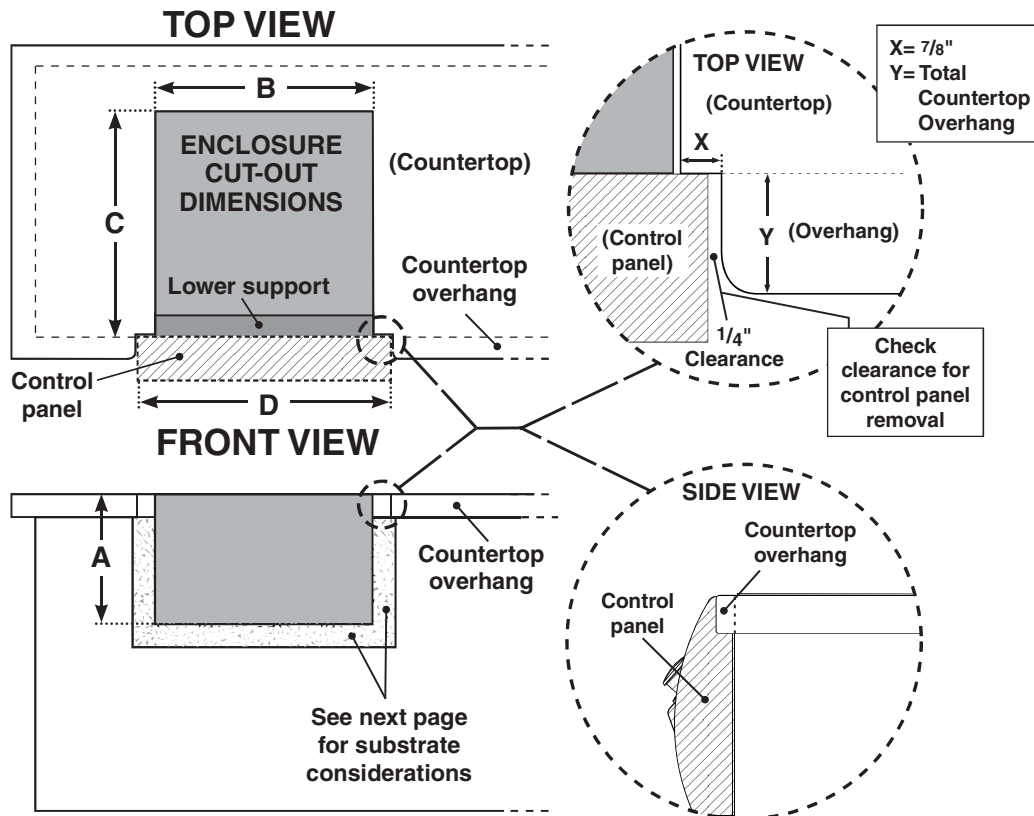 TOP VIEW
B
ENCLOSURE
CUT-OUT
DIMENSIONS
C
(Countertop)
Lower support
Countertop
overhang
Control
panel
D
TOP VIEW
(Countertop)
X
X= 7/8"
Y= Total
Countertop
Overhang
(Control
panel)
Y
(Overhang)
1/4"
Clearance
Check
clearance for
control panel
removal
FRONT VIEW
A
Countertop
overhang
See next page
for substrate
considerations
SIDE VIEW
Countertop
overhang
Control
panel